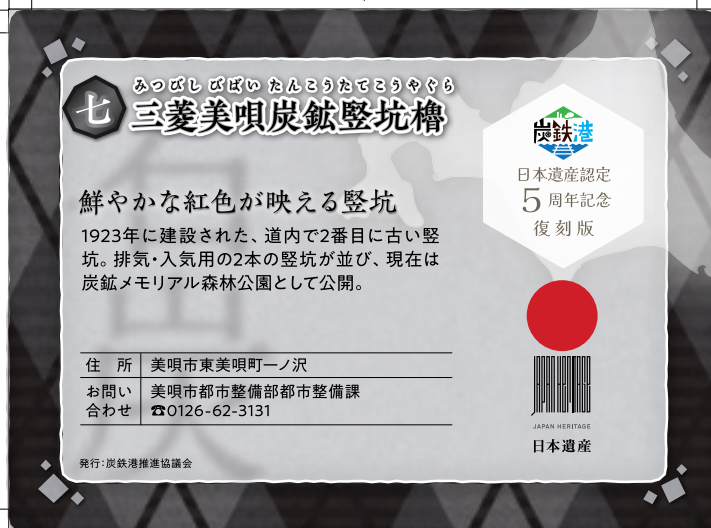 七
みつびし びばい たんこうたてこうやぐら
三菱美唄炭鉱竪坑櫓
炭鉄港
日本遺産認定
5周年記念
復刻版
鮮やかな紅色が映える竪坑
1923年に建設された、道内で2番目に古い竪
坑。排気・入気用の2本の竪坑が並び、現在は
炭鉱メモリアル森林公園として公開。
住 所 美唄市東美唄町一ノ沢
お問い 美唄市都市整備部都市整備課
合わせ ☎0126-62-3131
発行:炭鉄港推進協議会
JAPAN HERITAGE
日本遺産